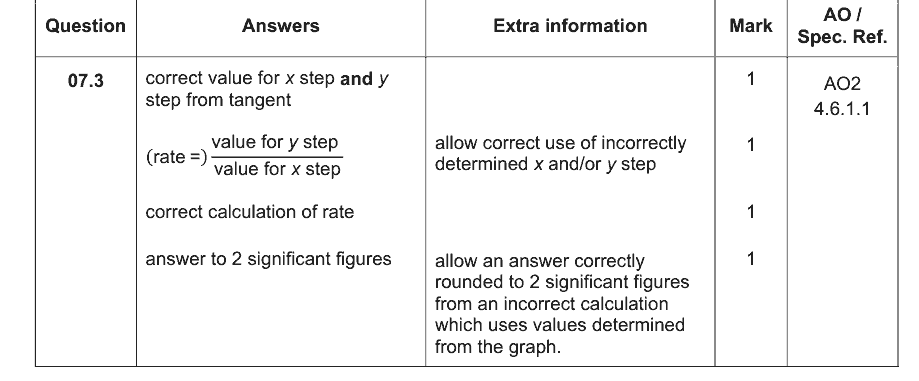 Question Answers Extra information Mark AO /
Spec. Ref.
07.3 correct value for x step and y
step from tangent
1 AO2
4.6.1.1
(rate =) value for y step
value for x step
allow correct use of incorrectly
determined x and/or y step
1
correct calculation of rate 1
answer to 2 significant figures
allow an answer correctly
rounded to 2 significant figures
from an incorrect calculation
which uses values determined
from the graph.
1